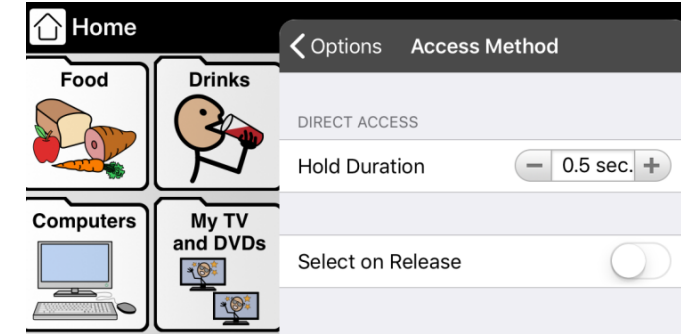 Home
Food
Drinks
Computers
My TV
and DVDs
Options
Access Method
DIRECT ACCESS
Hold Duration
− 0.5 sec. +
Select on Release